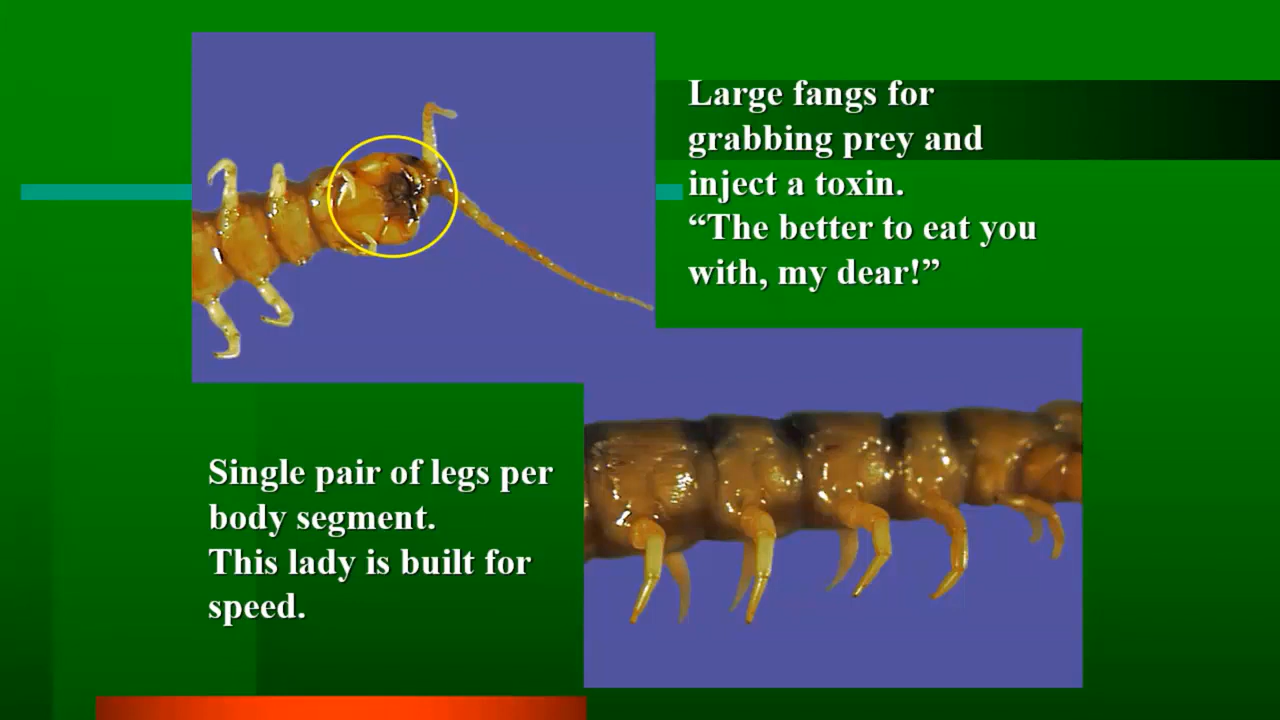 Large fangs for
grabbing prey and
inject a toxin.
“The better to eat you
with, my dear!”
Single pair of legs per
body segment.
This lady is built for
speed.